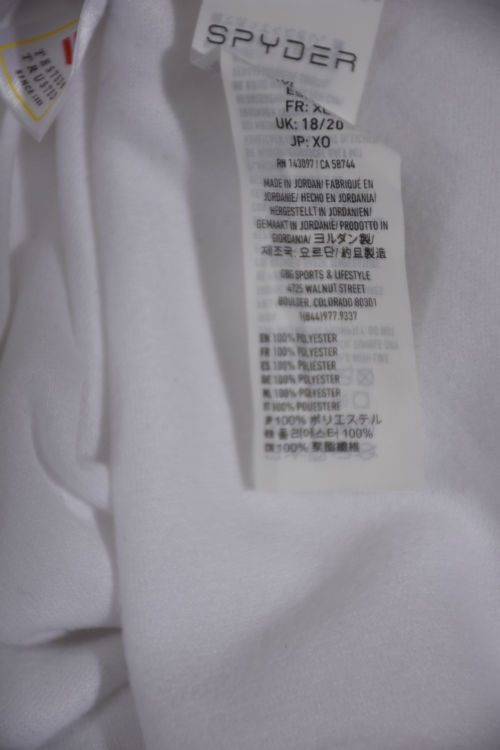 TESTED
TRUSTED
SPYDER
FR: XL
UK: 18/20
JP: XO
RN 143097/ CA 58744
MADE IN JORDAN/ FABRIQUÉ EN
JORDANIE/ HECHO EN JORDANIA/
HERGESTELLT IN JORDANIEN/
GEMAAKT IN JORDANIË/ PRODOTTO IN
GIORDANIA/ ヨルダン製/
제조국: 요르단/ 約旦製造
GBG SPORTS & LIFESTYLE
4725 WALNUT STREET
BOULDER, COLORADO 80301
1(844)977.9337
EN 100% POLYESTER
FR 100% POLYESTER
ES 100% POLYESTER
DE 100% POLYESTER
NL 100% POLYESTER
IT 100% POLIESTERE
JP 100% ポリエステル
폴리에스터 100%
100% 聚酯纖維